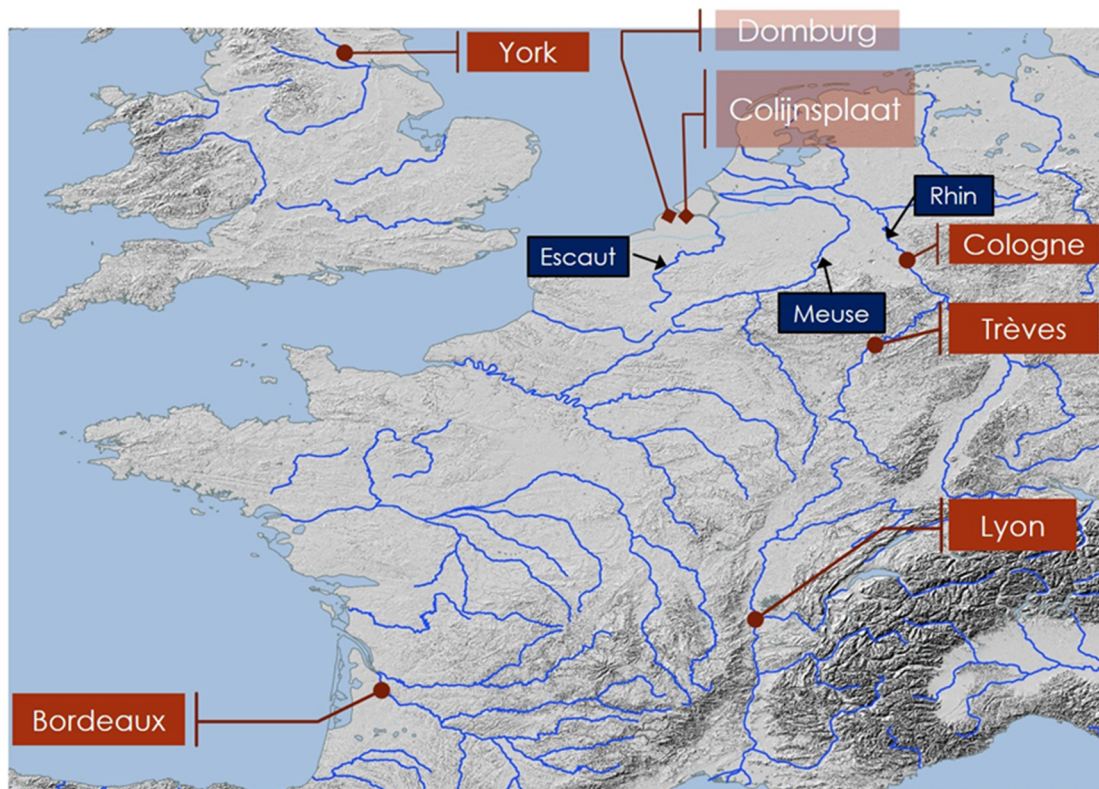 Domburg
York
Colijnsplaat
Rhin
Escaut
Cologne
Meuse
Trèves
Lyon
Bordeaux